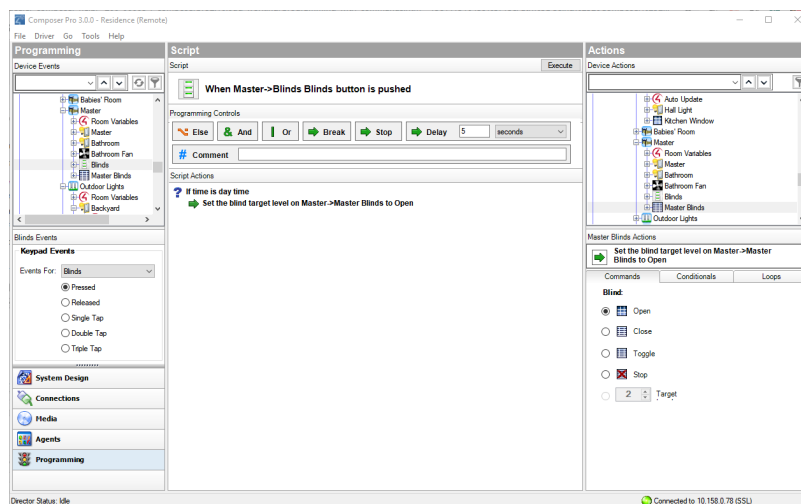 Composer Pro 3.0.0 - Residence (Remote)
File Driver Go Tools Help
Programming
Device Events
Babies' Room
Master
Room Variables
Master
Bathroom
Bathroom Fan
Blinds
Master Blinds
Outdoor Lights
Room Variables
Backyard
Blinds Events
Keypad Events
Events For: Blinds
Pressed
Released
Single Tap
Double Tap
Triple Tap
System Design
Connections
Media
Agents
Programming
Director Status: Idle
Script
Script Execute
When Master->Blinds Blinds button is pushed
Programming Controls
Else And Or Break Stop Delay 5 seconds
# Comment
Script Actions
? If time is day time
Set the blind target level on Master->Master Blinds to Open
Actions
Device Actions
Auto Update
Hall Light
Kitchen Window
Babies' Room
Master
Room Variables
Master
Bathroom
Bathroom Fan
Blinds
Master Blinds
Outdoor Lights
Master Blinds Actions
Set the blind target level on Master->Master
Blinds to Open
Commands Conditionals Loops
Blind:
Open
Close
Toggle
Stop
2 Target
Connected to 10.158.0.78 (SSL)